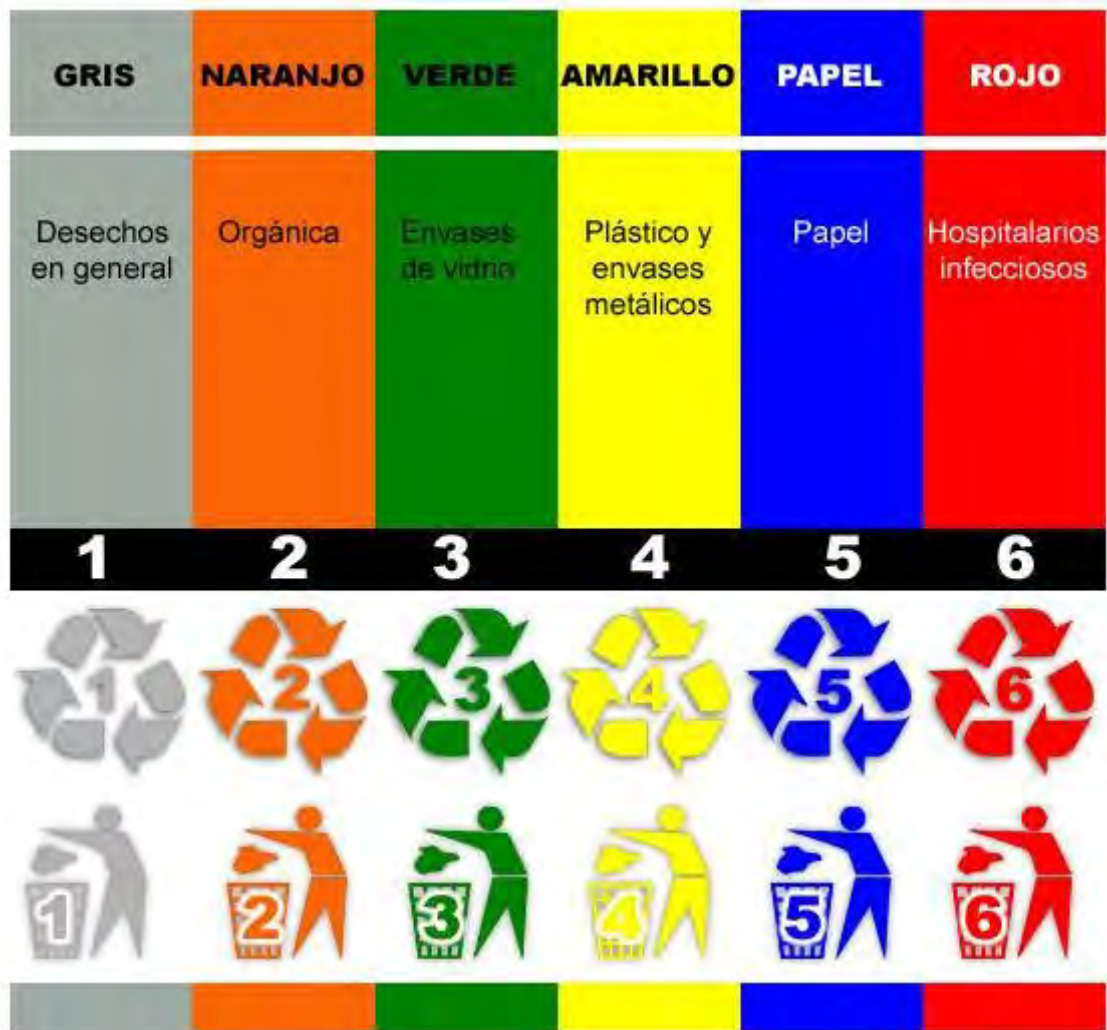 GRIS NARANJO VERDE AMARILLO PAPEL ROJO
Desechos
en general
Orgánica
Envases
de vidrio
Plástico y
envases
metálicos
Papel
Hospitalarios
infecciosos
1 2 3 4 5 6
1 2 3 4 5 6
1 2 3 4 5 6